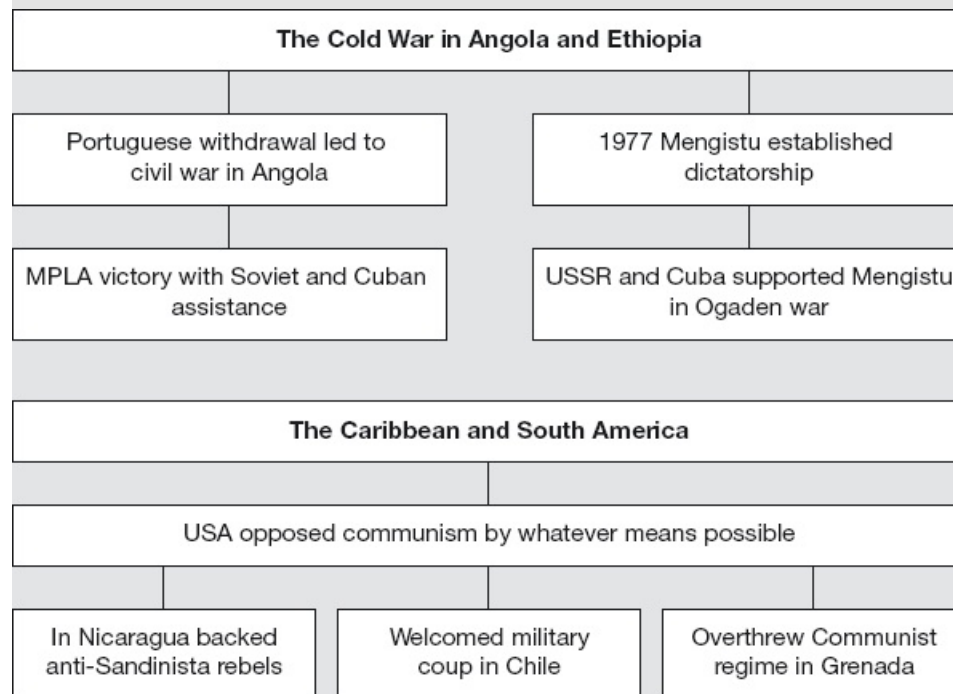 The Cold War in Angola and Ethiopia
Portuguese withdrawal led to
civil war in Angola
1977 Mengistu established
dictatorship
MPLA victory with Soviet and Cuban
assistance
USSR and Cuba supported Mengistu
in Ogaden war
The Caribbean and South America
USA opposed communism by whatever means possible
In Nicaragua backed
anti-Sandinista rebels
Welcomed military
coup in Chile
Overthrew Communist
regime in Grenada